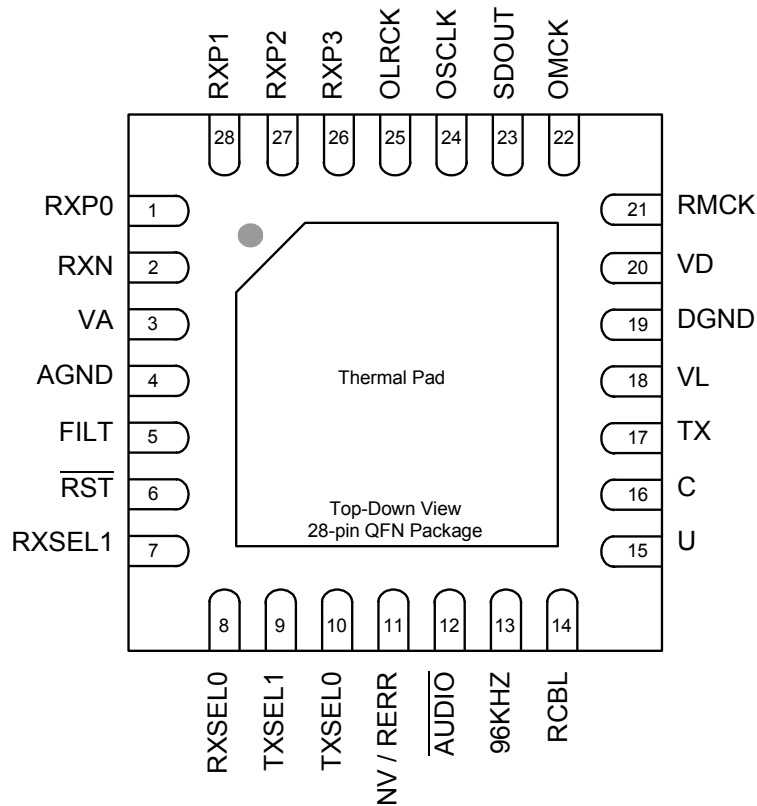 RXP1
RXP2
RXP3
OLRCK
OSCLK
SDOUT
OMCK
28
27
26
25
24
23
22
RXP0
1
21
RMCK
RXN
2
20
VD
VA
3
19
DGND
AGND
4
Thermal Pad
18
VL
FILT
5
17
TX
RST
6
16
C
Top-Down View
28-pin QFN Package
RXSEL1
7
15
U
8
9
10
11
12
13
14
RXSEL0
TXSEL1
TXSEL0
NV / RERR
AUDIO
96KHZ
RCBL